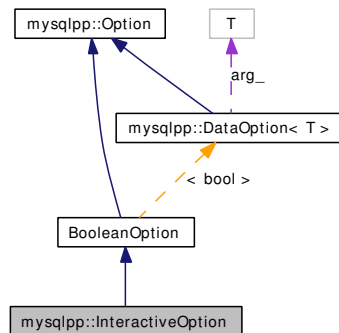 mysqlpp::Option
T
arg_
mysqlpp::DataOption< T >
< bool >
BooleanOption
mysqlpp::InteractiveOption